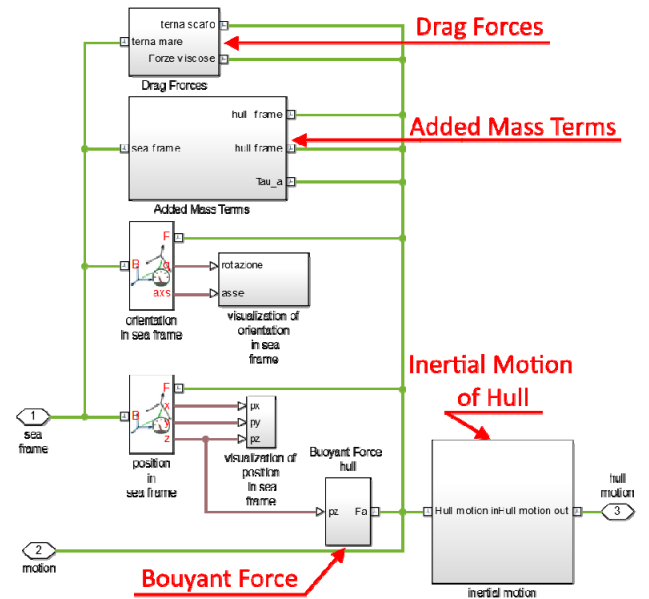 terna scafo
terna mare
Forze viscose
Drag Frorces
Drag Forces
hull frame
sea frame
hull frame
Tau_a
Added Mass Terms
Added Mass Terms
F
B
q
axs
rotazione
asse
orientation
in sea frame
visualization of
orientation
in sea
frame
Inertial Motion
of Hull
F
B
x
y
z
px
py
pz
1
sea
frame
position
in
sea frame
visualization of
position
in sea
frame
Buoyant Force
hull
pz
Fa
Hull motion in
Hull motion out
hull
motion
3
2
motion
Bouyant Force
inertial motion